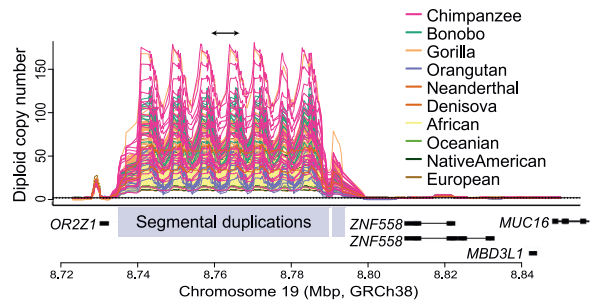 Diploid copy number
150
100
50
0
Chimpanzee
Bonobo
Gorilla
Orangutan
Neanderthal
Denisova
African
Oceanian
NativeAmerican
European
OR2Z1
Segmental duplications
ZNF558
MUC16
ZNF558
MBD3L1
8.72 8.74 8.76 8.78 8.80 8.82 8.84
Chromosome 19 (Mbp, GRCh38)